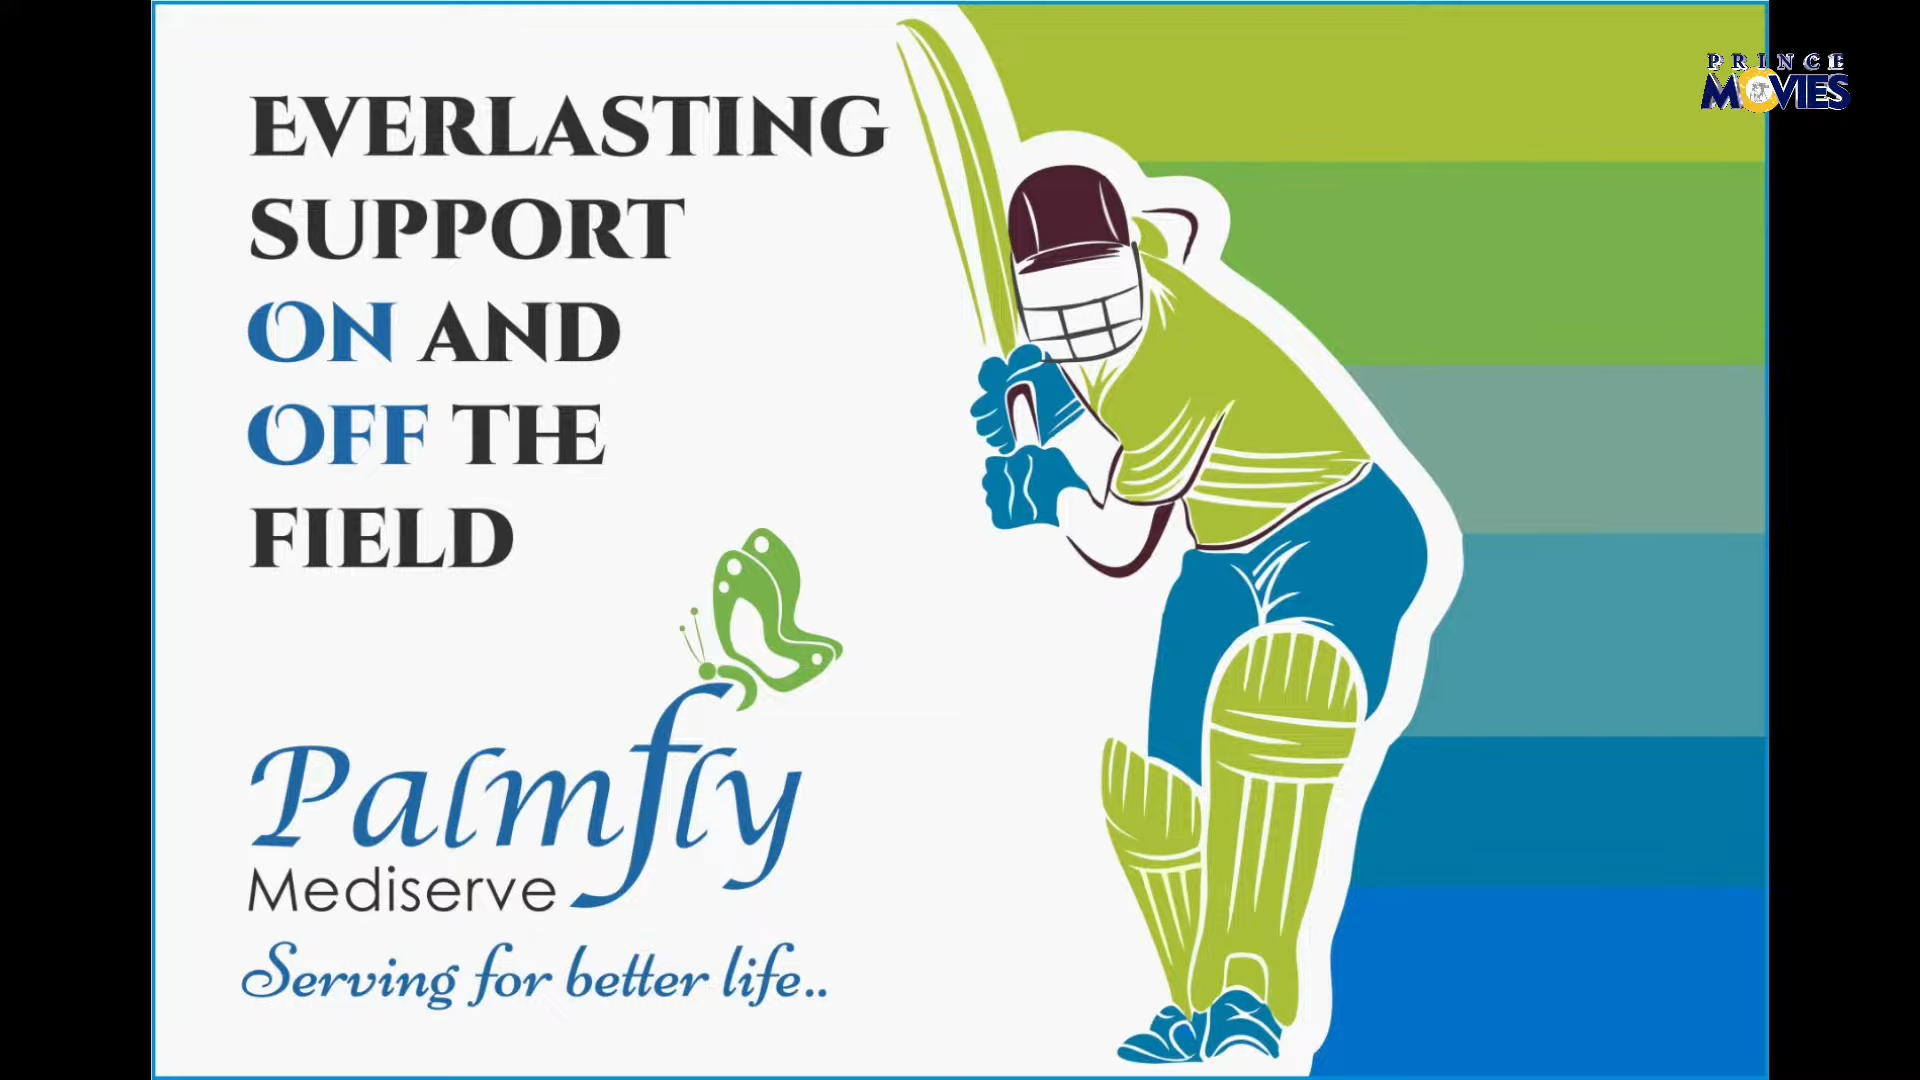 EVERLASTING
SUPPORT
ON AND
OFF THE
FIELD
Palmfly
Mediserve
Serving for better life..
PRINCE
MOVIES